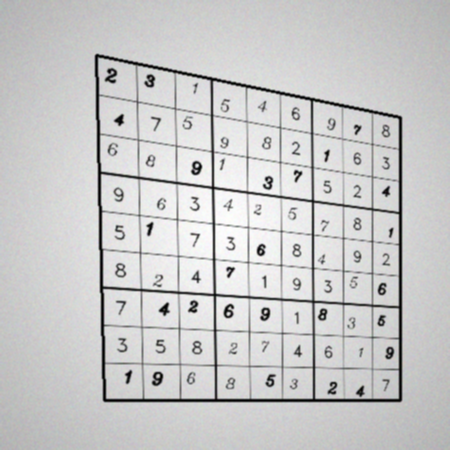 2 3 1 5 4 6 9 7 8
4 7 5 9 8 2 1 6 3
6 8 9 1 3 7 5 2 4
9 6 3 4 2 5 7 8 1
5 1 7 3 6 8 4 9 2
8 2 4 7 1 9 3 5 6
7 4 2 6 9 1 8 3 5
3 5 8 2 7 4 6 1 9
1 9 6 8 5 3 2 4 7